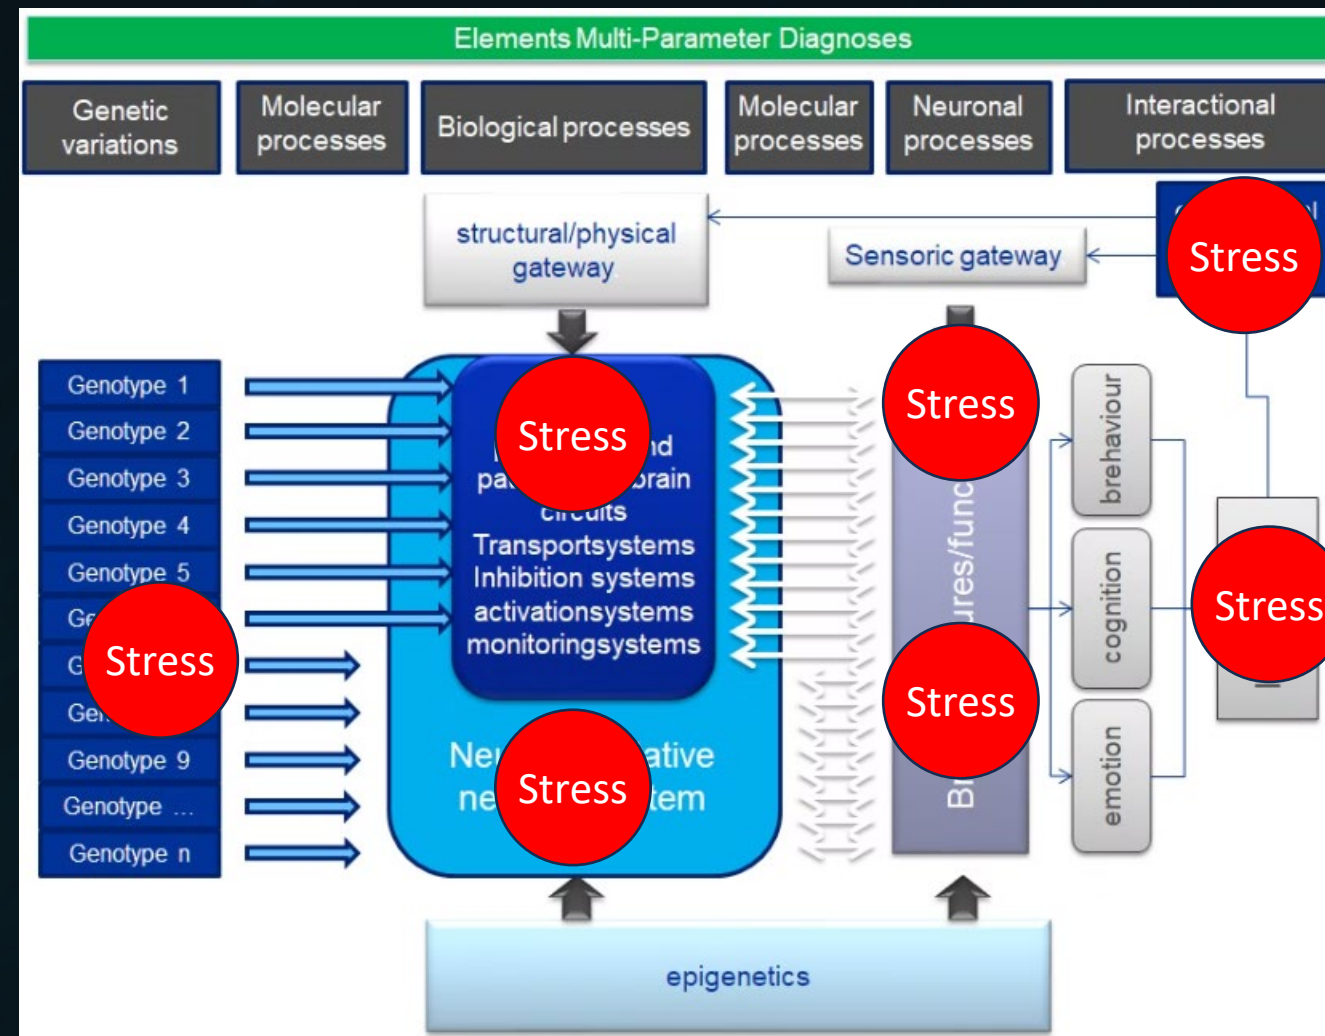 Elements Multi-Parameter Diagnoses
Genetic
variations
Molecular
processes
Biological processes
Molecular
processes
Neuronal
processes
Interactional
processes
structural/physical
gateway
Sensoric gateway
Stress
Genotype 1
Genotype 2
Genotype 3
Genotype 4
Genotype 5
Stress
Genotype 9
Genotype ...
Genotype n
Stress
brain
circuits
Transportsystems
Inhibition systems
activationsystems
monitoringsystems
Stress
Stress
Stress
brehaviour
cognition
emotion
Stress
epigenetics